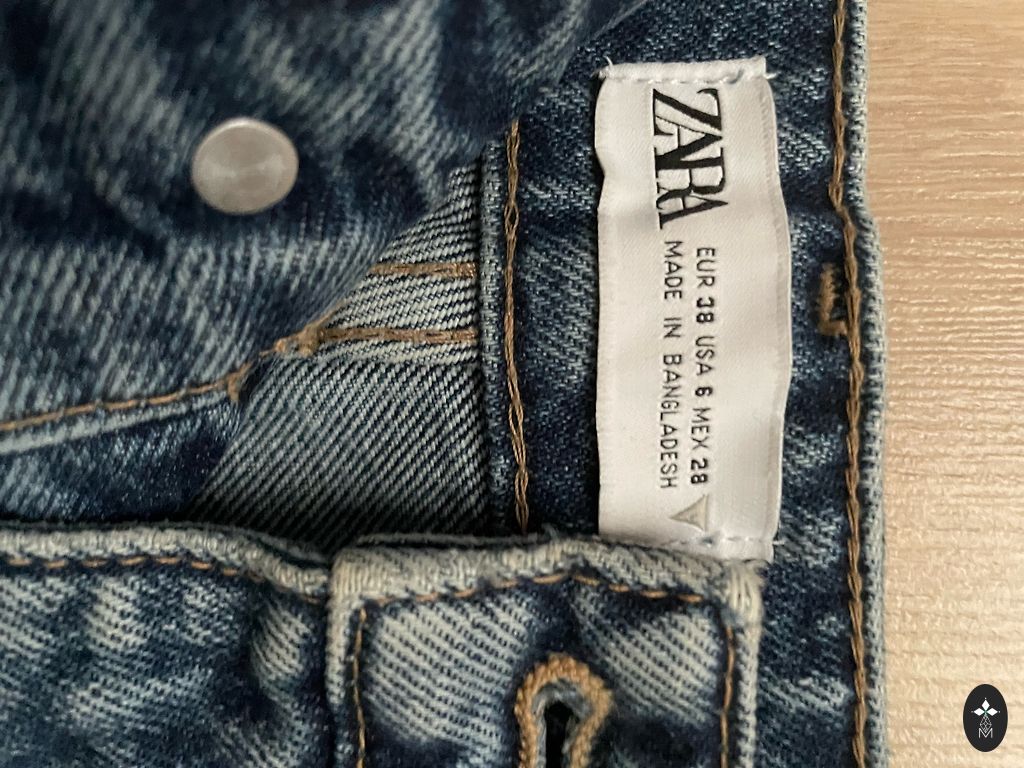 ZARA
EUR 38 USA 6 MEX 28
MADE IN BANGLADESH
M